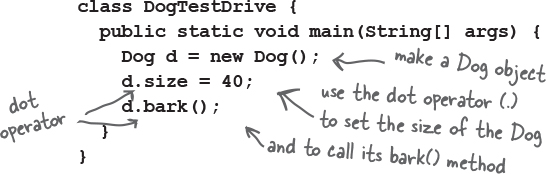 class DogTestDrive {
public static void main(String[] args) {
Dog d = new Dog();
make a Dog object
d.size = 40;
d.bark();
dot
operator
use the dot operator (.)
to set the size of the Dog
and to call its bark() method
}
}